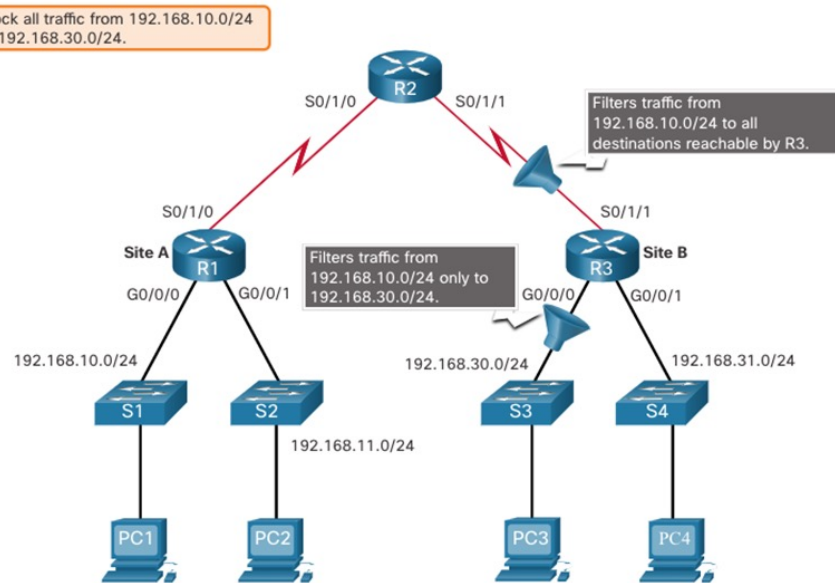 ck all traffic from 192.168.10.0/24
192.168.30.0/24.
R2
S0/1/0
S0/1/1
Filters traffic from
192.168.10.0/24 to all
destinations reachable by R3.
S0/1/0
S0/1/1
Site A
R1
Filters traffic from
192.168.10.0/24 only to
192.168.30.0/24.
R3
Site B
G0/0/0
G0/0/1
G0/0/0
G0/0/1
192.168.10.0/24
192.168.30.0/24
192.168.31.0/24
S1
S2
S3
S4
192.168.11.0/24
PC1
PC2
PC3
PC4